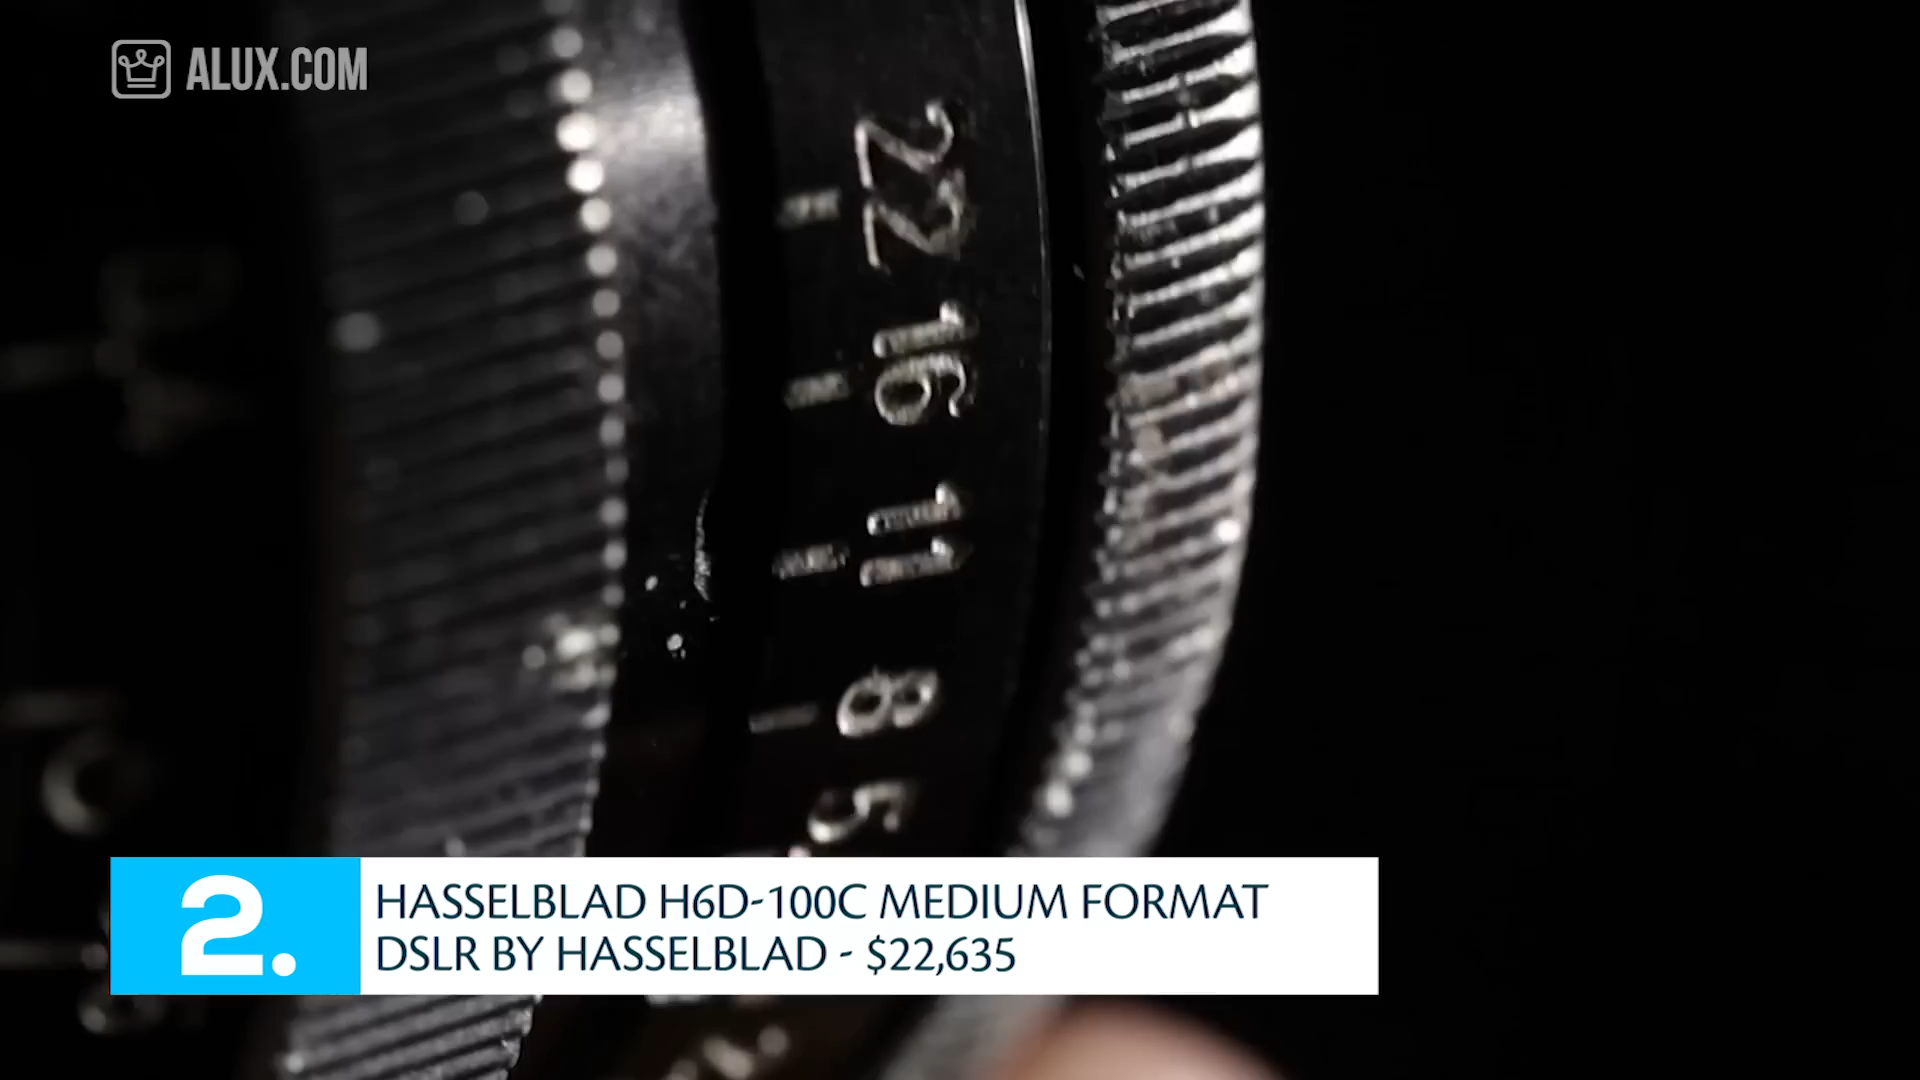 ALUX.COM
22
16
11
8
5
2.
HASSELBLAD H6D-100C MEDIUM FORMAT
DSLR BY HASSELBLAD - $22,635